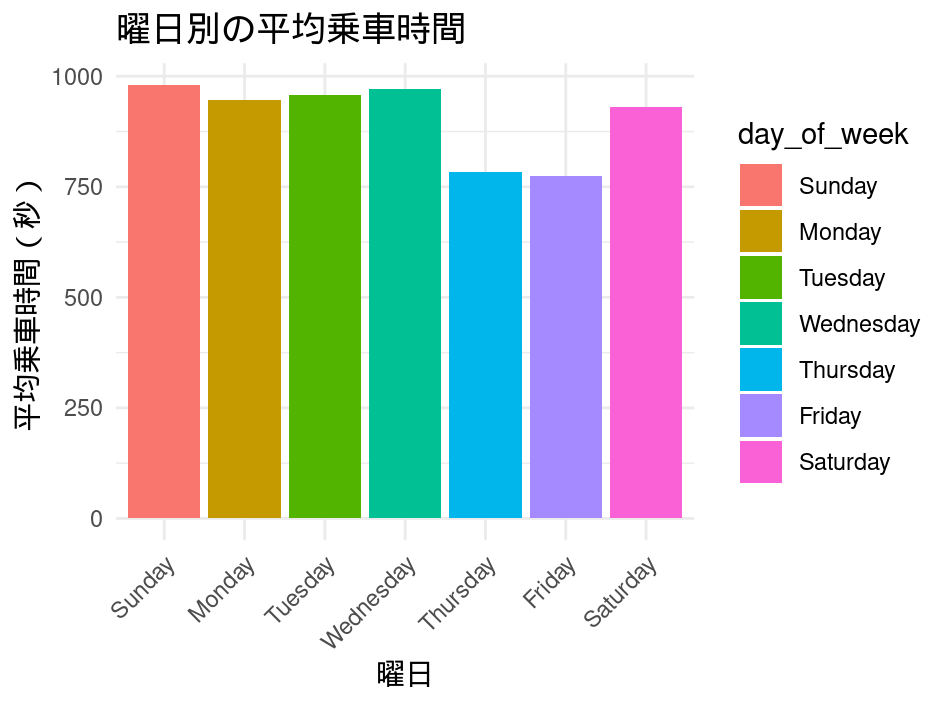 曜日別の平均乗車時間
平均乗車時間(秒)
1000
750
500
250
0
Sunday
Monday
Tuesday
Wednesday
Thursday
Friday
Saturday
曜日
day_of_week
Sunday
Monday
Tuesday
Wednesday
Thursday
Friday
Saturday